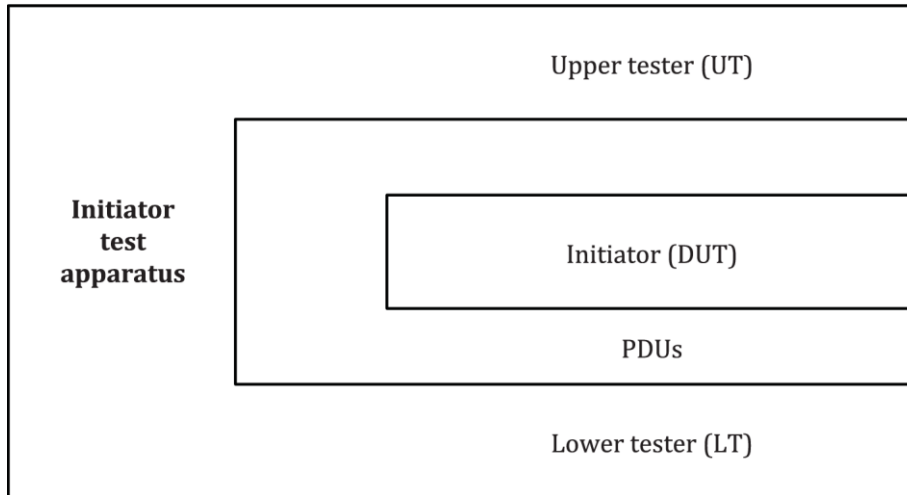 Upper tester (UT)
Initiator
test
apparatus
Initiator (DUT)
PDUs
Lower tester (LT)